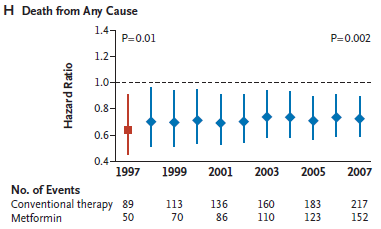 H Death from Any Cause
1.4
P=0.01 P=0.002
1.2
1.0
0.8
0.6
0.4
Hazard Ratio
1997 1999 2001 2003 2005 2007
No. of Events
Conventional therapy 89 113 136 160 183 217
Metformin 50 70 86 110 123 152